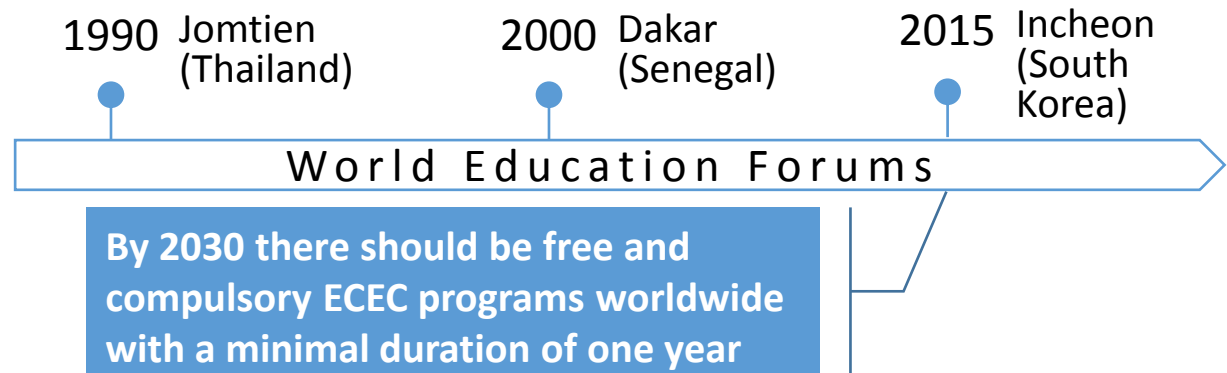 1990 Jomtien
(Thailand)
2000 Dakar
(Senegal)
2015 Incheon
(South
Korea)
World Education Forums
By 2030 there should be free and
compulsory ECEC programs worldwide
with a minimal duration of one year